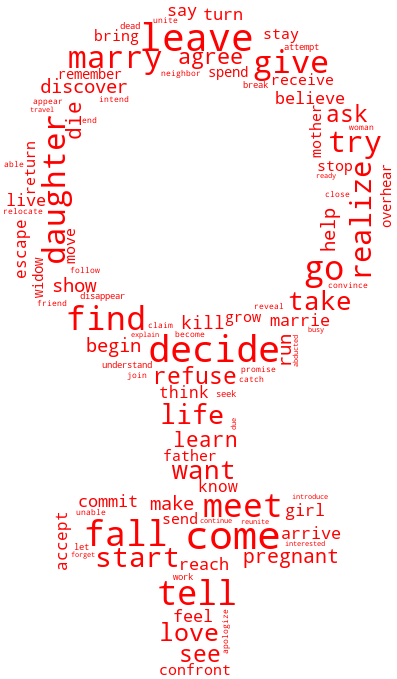 say turn
dead unite
bring leave stay
attempt
marry agree give
remember neighbor spend receive
discover break believe
appear intend
travel
die end ask
mother woman
try
able return daughter stop ready
realize overhear
live close
relocate
help
escape widow move go
follow convince
show disappear take
friend reveal
find claim kill grow marrie
explain become busy
begin decide run abducted
understand promise
join refuse catch
think seek
life due
learn
father
want
know introduce
commit make meet girl
unable send continue reunite
accept fall come arrive
let interested
forget start reach pregnant
work
tell
feel
love apologize
see
confront